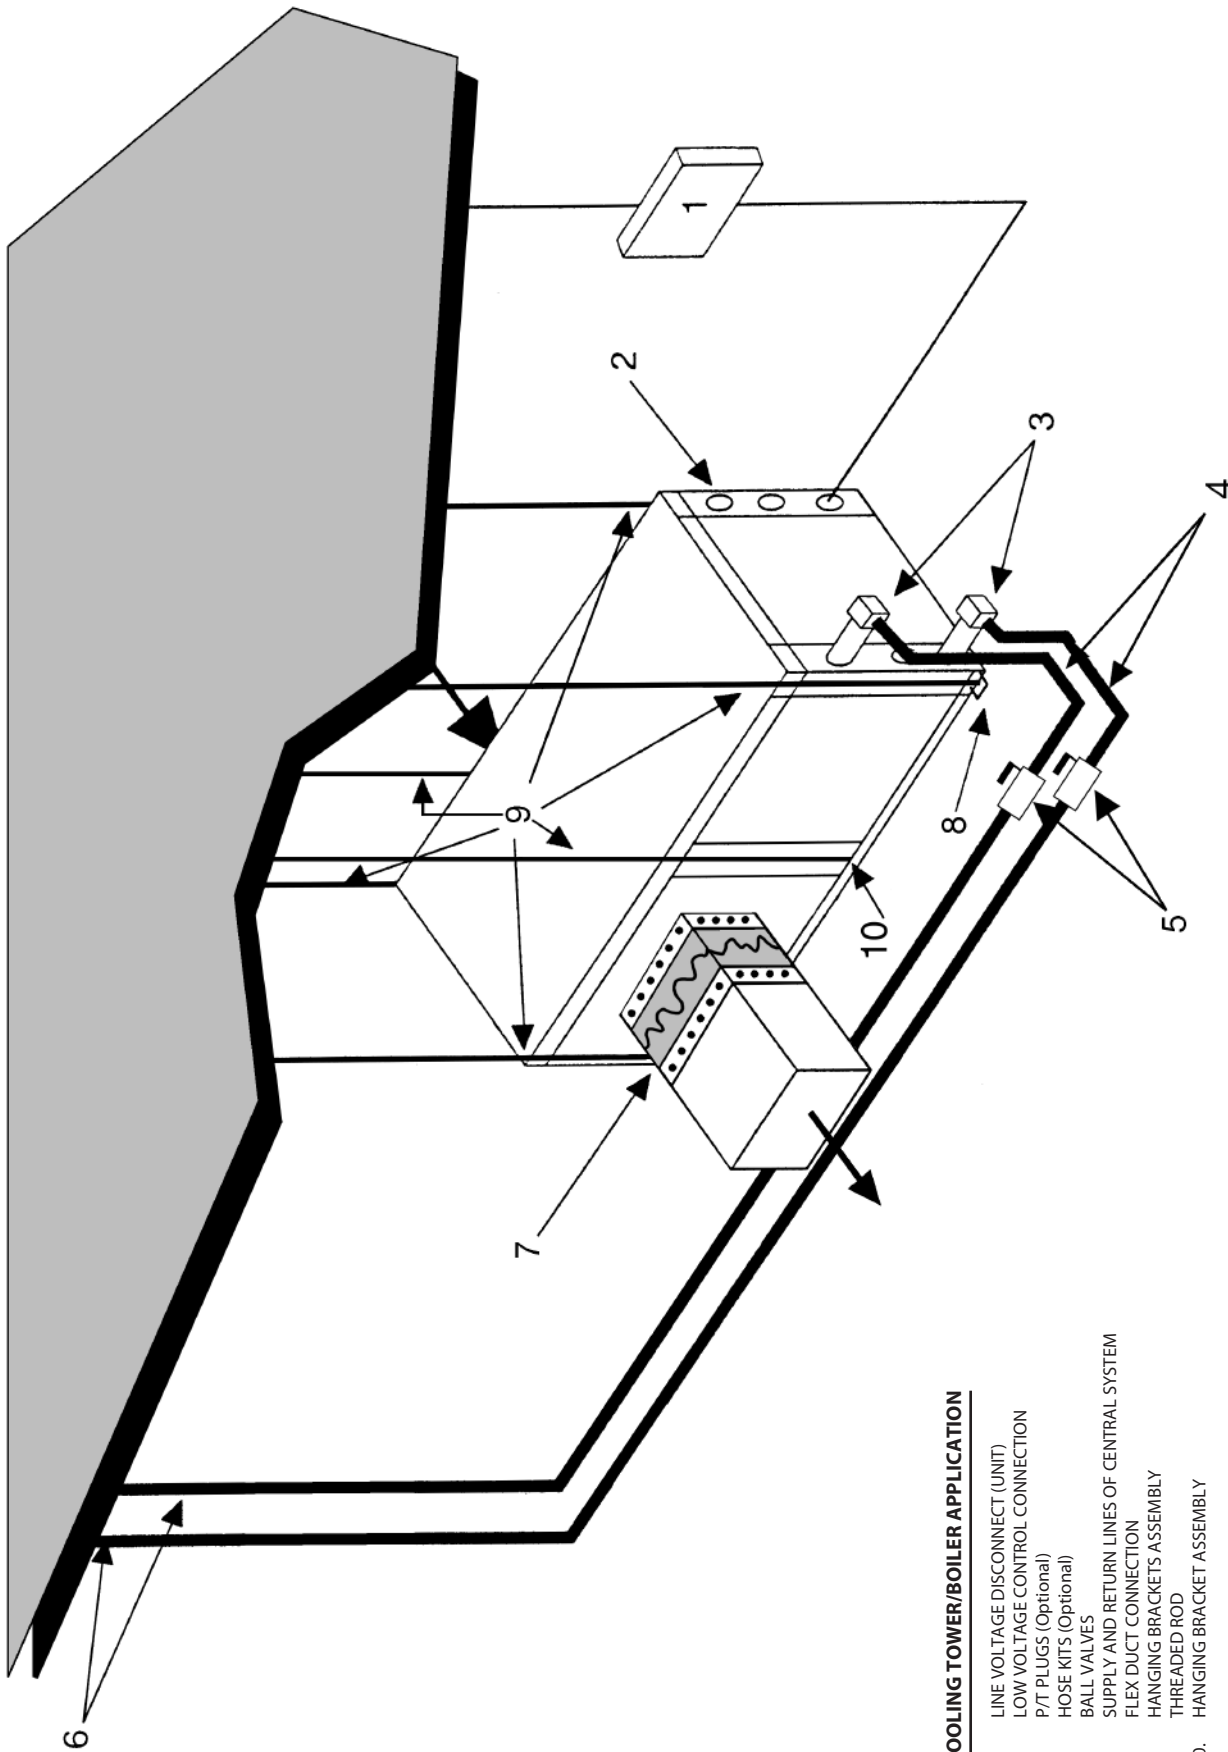 OOLING TOWER/BOILER APPLICATION
LINE VOLTAGE DISCONNECT (UNIT)
LOW VOLTAGE CONTROL CONNECTION
P/T PLUGS (Optional)
HOSE KITS (Optional)
BALL VALVES
SUPPLY AND RETURN LINES OF CENTRAL SYSTEM
FLEX DUCT CONNECTION
HANGING BRACKETS ASSEMBLY
THREADED ROD
0. HANGING BRACKET ASSEMBLY
6
7
9
10
8
5
4
3
2
1